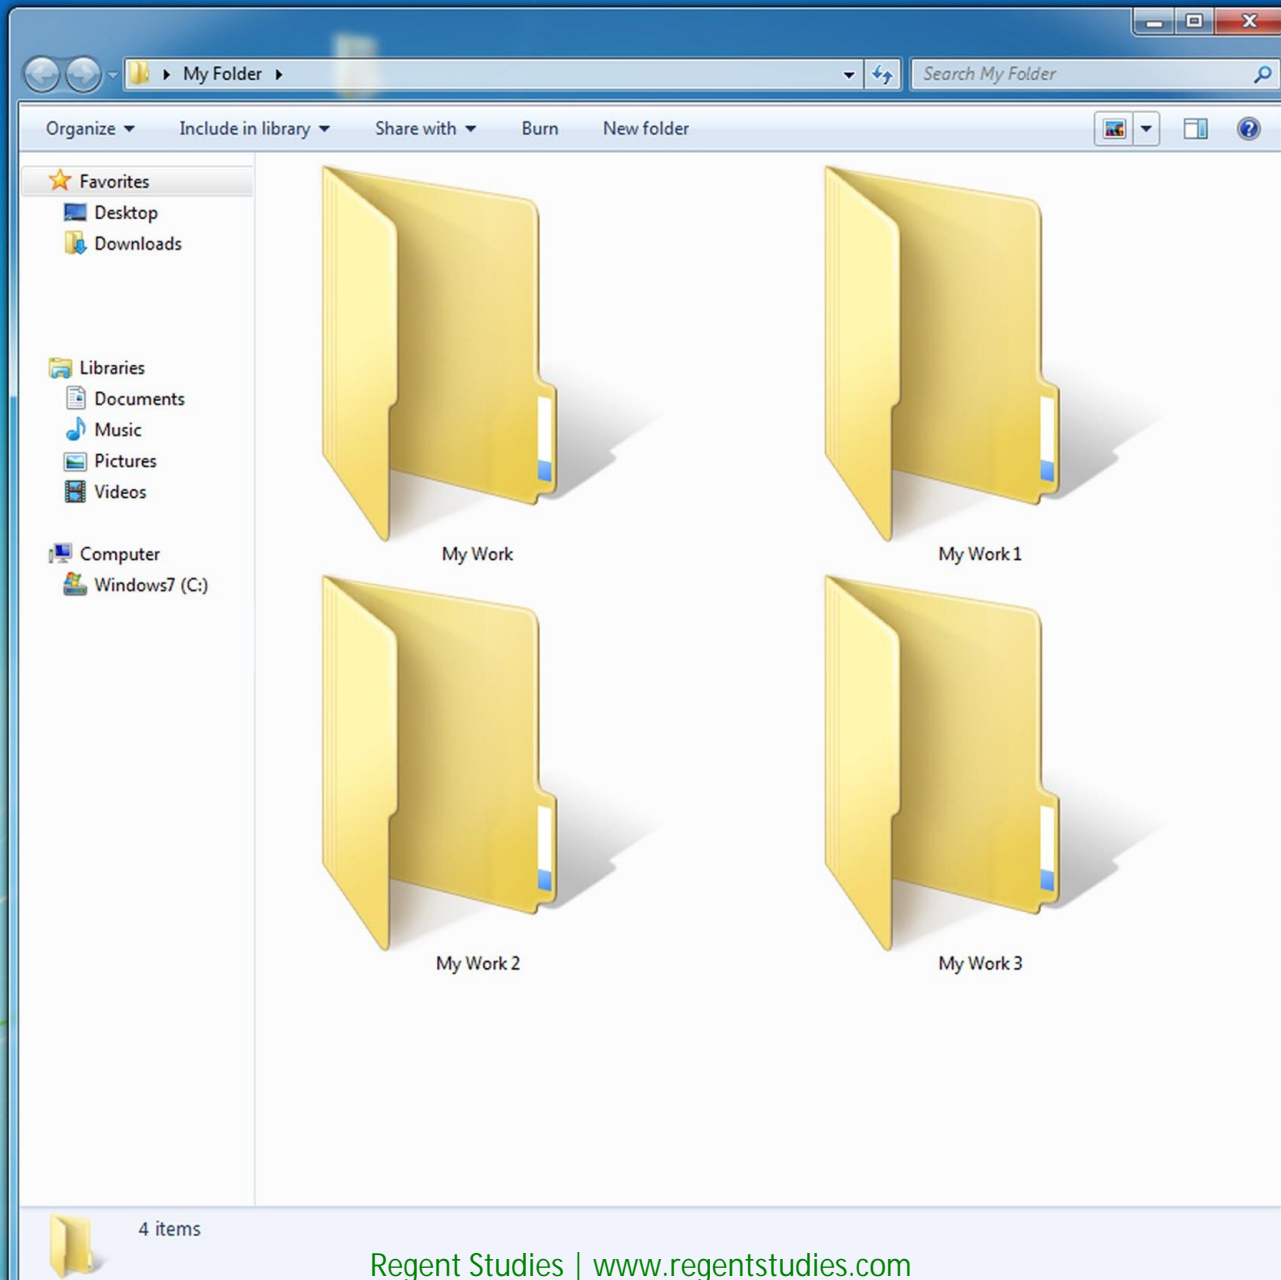 My Folder
Search My Folder
Organize Include in library Share with Burn New folder
Favorites
Desktop
Downloads
Libraries
Documents
Music
Pictures
Videos
Computer
Windows7 (C:)
My Work My Work 1
My Work 2 My Work 3
4 items
Regent Studies | www.regentstudies.com